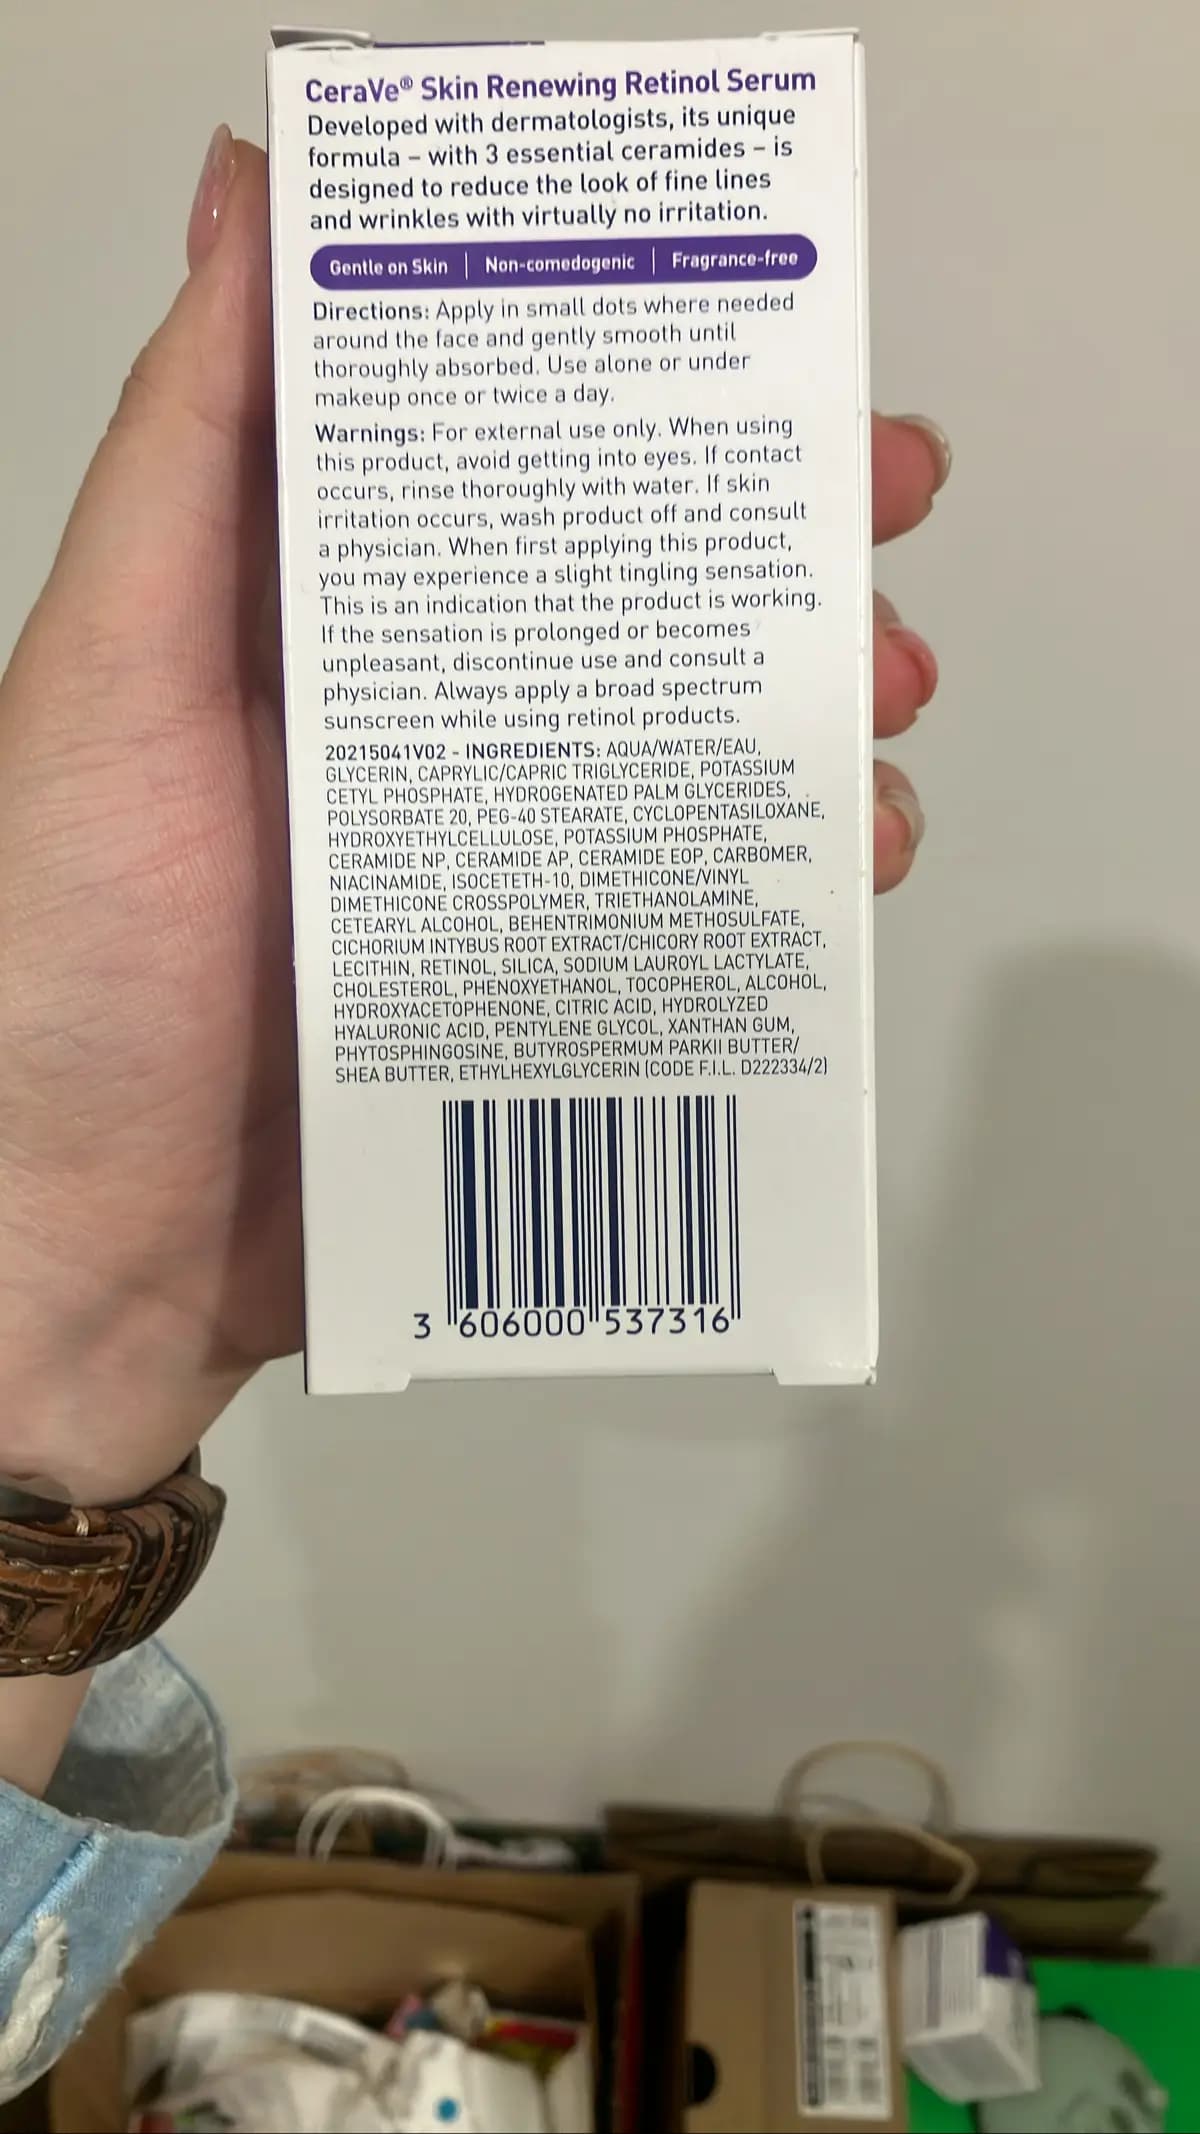 CeraVe® Skin Renewing Retinol Serum
Developed with dermatologists, its unique
formula – with 3 essential ceramides – is
designed to reduce the look of fine lines
and wrinkles with virtually no irritation.
Gentle on Skin | Non-comedogenic | Fragrance-free
Directions: Apply in small dots where needed
around the face and gently smooth until
thoroughly absorbed. Use alone or under
makeup once or twice a day.
Warnings: For external use only. When using
this product, avoid getting into eyes. If contact
occurs, rinse thoroughly with water. If skin
irritation occurs, wash product off and consult
a physician. When first applying this product,
you may experience a slight tingling sensation.
This is an indication that the product is working.
If the sensation is prolonged or becomes
unpleasant, discontinue use and consult a
physician. Always apply a broad spectrum
sunscreen while using retinol products.
20215041V02 - INGREDIENTS: AQUA/WATER/EAU,
GLYCERIN, CAPRYLIC/CAPRIC TRIGLYCERIDE, POTASSIUM
CETYL PHOSPHATE, HYDROGENATED PALM GLYCERIDES,
POLYSORBATE 20, PEG-40 STEARATE, CYCLOPENTASILOXANE,
HYDROXYETHYLCELLULOSE, POTASSIUM PHOSPHATE,
CERAMIDE NP, CERAMIDE AP, CERAMIDE EOP, CARBOMER,
NIACINAMIDE, ISOCETETH-10, DIMETHICONE/VINYL
DIMETHICONE CROSSPOLYMER, TRIETHANOLAMINE,
CETEARYL ALCOHOL, BEHENTRIMONIUM METHOSULFATE,
CICHORIUM INTYBUS ROOT EXTRACT/CHICORY ROOT EXTRACT,
LECITHIN, RETINOL, SILICA, SODIUM LAUROYL LACTYLATE,
CHOLESTEROL, PHENOXYETHANOL, TOCOPHEROL, ALCOHOL,
HYDROXYACETOPHENONE, CITRIC ACID, HYDROLYZED
HYALURONIC ACID, PENTYLENE GLYCOL, XANTHAN GUM,
PHYTOSPHINGOSINE, BUTYROSPERMUM PARKII BUTTER/
SHEA BUTTER, ETHYLHEXYLGLYCERIN (CODE F.I.L. D222334/2)
3 606000 537316